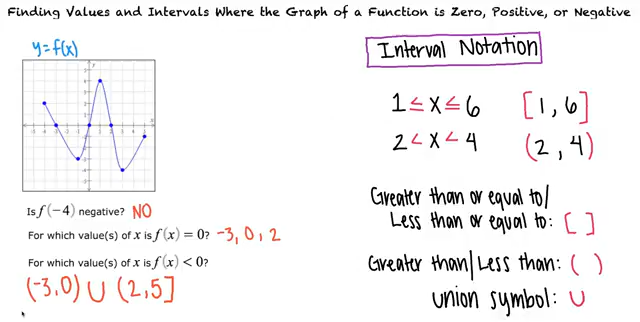 Finding Values and Intervals Where the Graph of a Function is Zero, Positive, or Negative
y=f(x)
Is f(−4) negative? NO
For which value(s) of x is f(x) = 0? -3, 0, 2
For which value(s) of x is f(x) < 0?
(-3,0) ∪ (2,5]
Interval Notation
1 ≤ x ≤ 6 [1, 6]
2 < x < 4 (2, 4)
Greater than or equal to/
Less than or equal to: [ ]
Greater than/Less than: ( )
union symbol: ∪